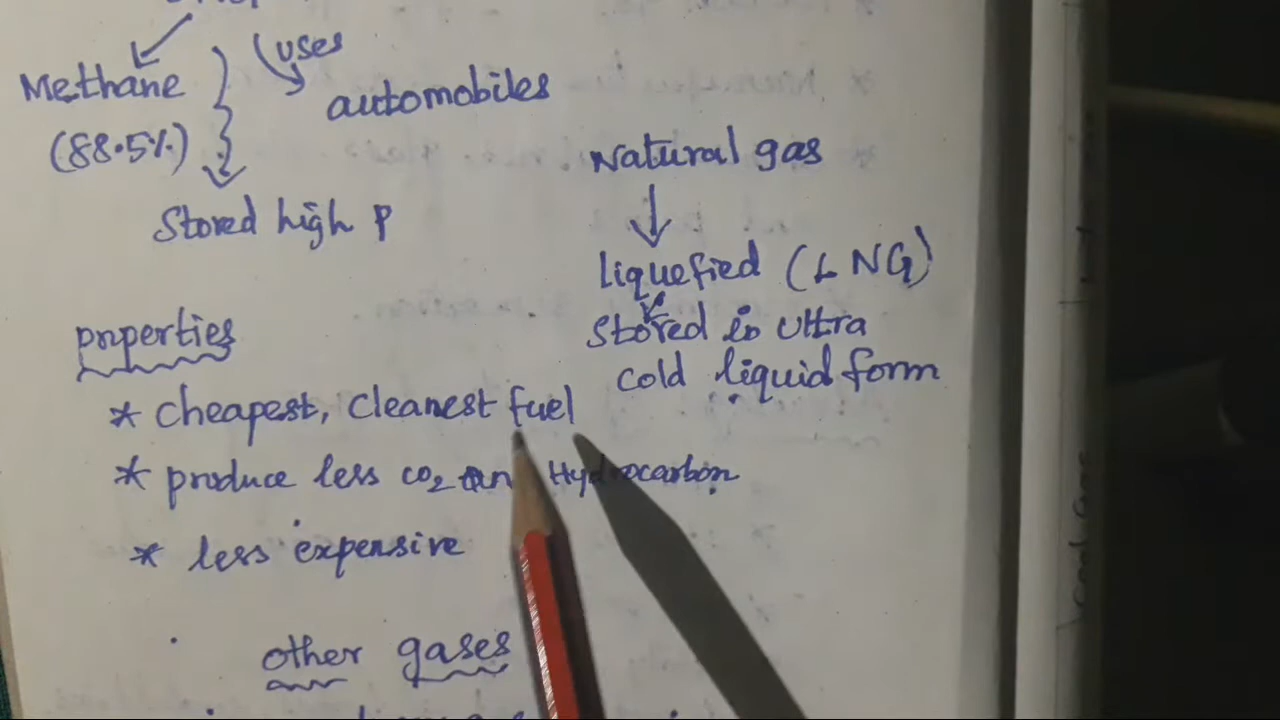 Methane
(88.5%)
uses
automobiles
Stored high P
Natural gas
Liquefied (LNG)
Stored in Ultra
cold liquid form
properties
* cheapest, cleanest fuel
* produce less CO2 an Hydrocarbon
* less expensive
other gases